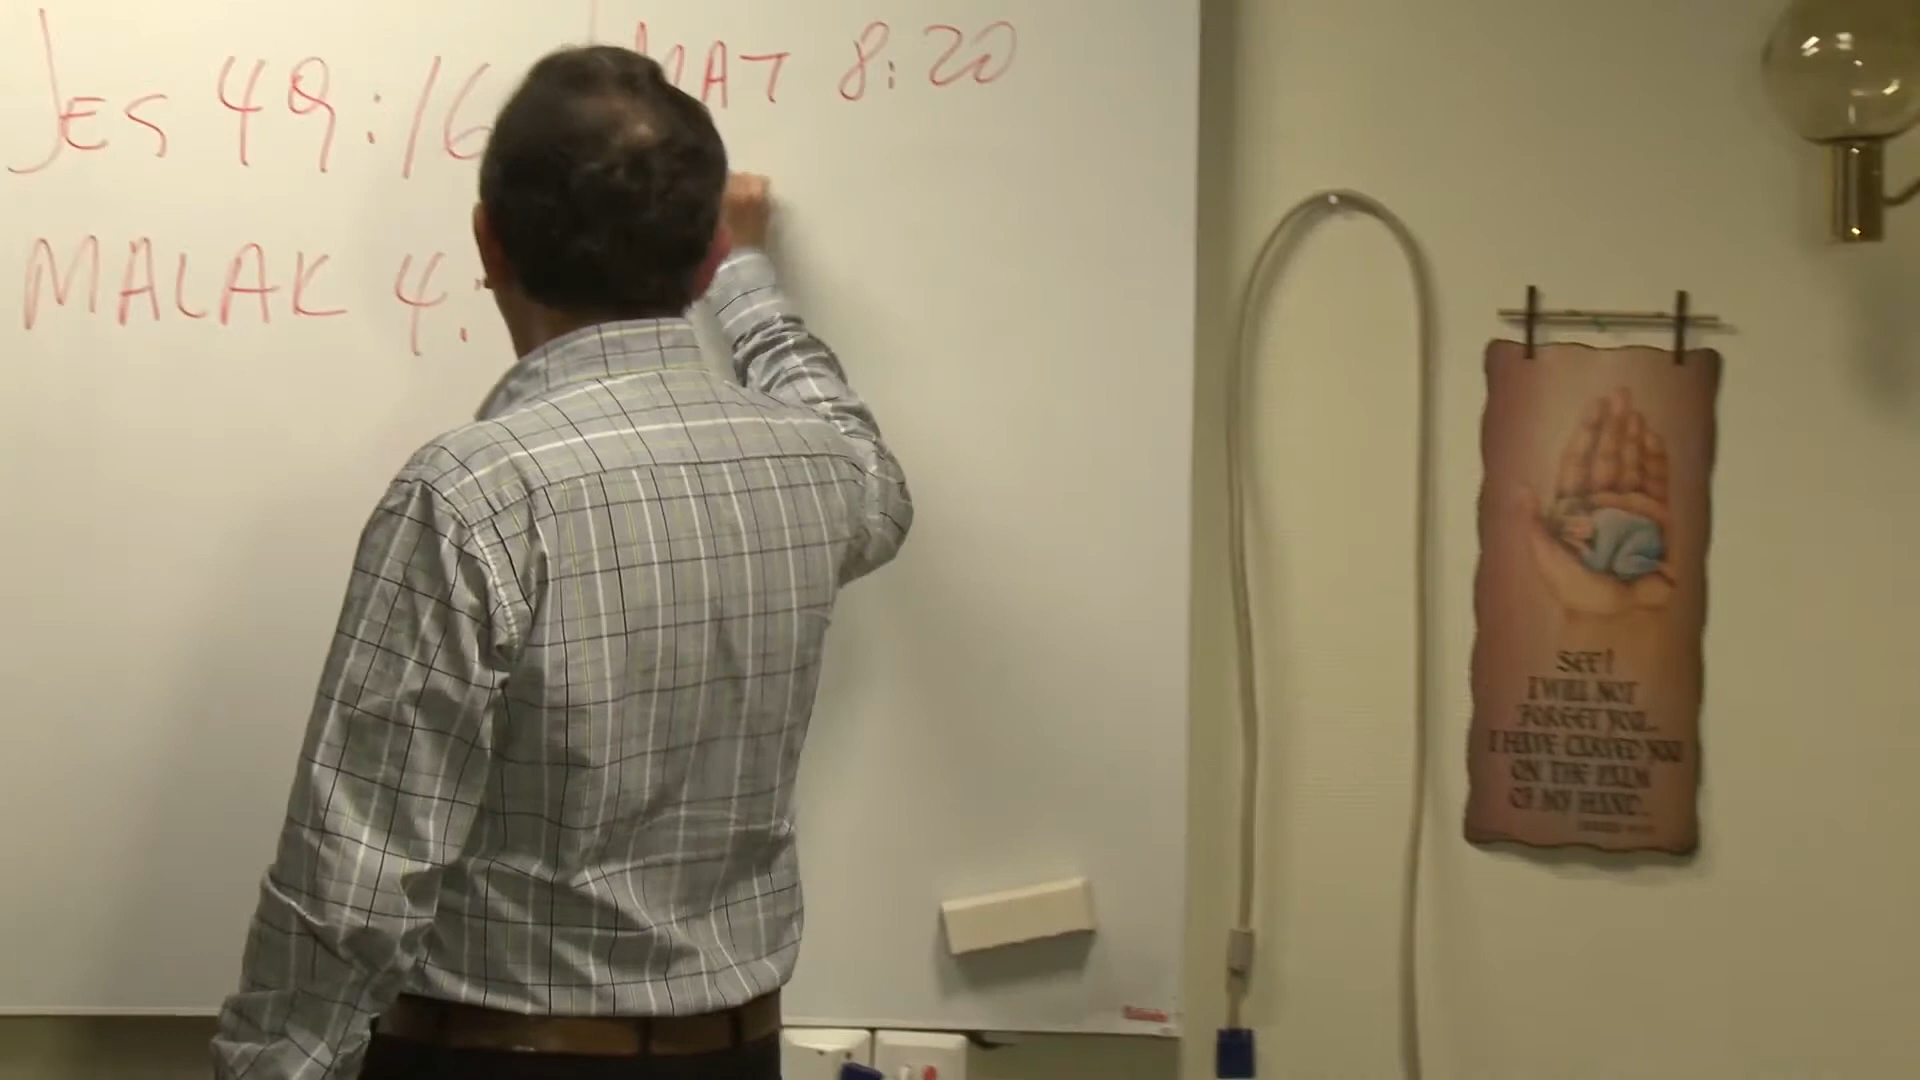 JES 49:16
MAT 8:20
MALAK 4:
SEE!
I WILL NOT
FORGET YOU..
I HAVE CARVED YOU
ON THE PALM
OF MY HAND..